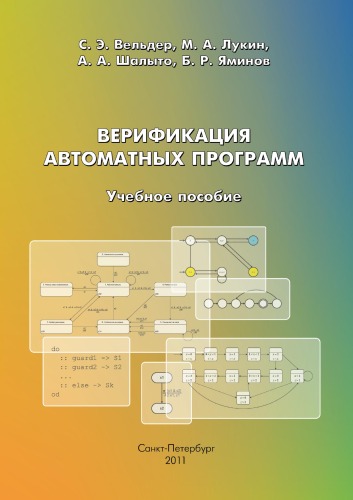 С. Э. Вельдер, М. А. Лукин,
А. А. Шалыто, Б. Р. Яминов
ВЕРИФИКАЦИЯ
АВТОМАТНЫХ ПРОГРАММ
Учебное пособие
do
:: guard1 -> S1
:: guard2 -> S2
...
:: else -> Sk
od
Санкт-Петербург
2011